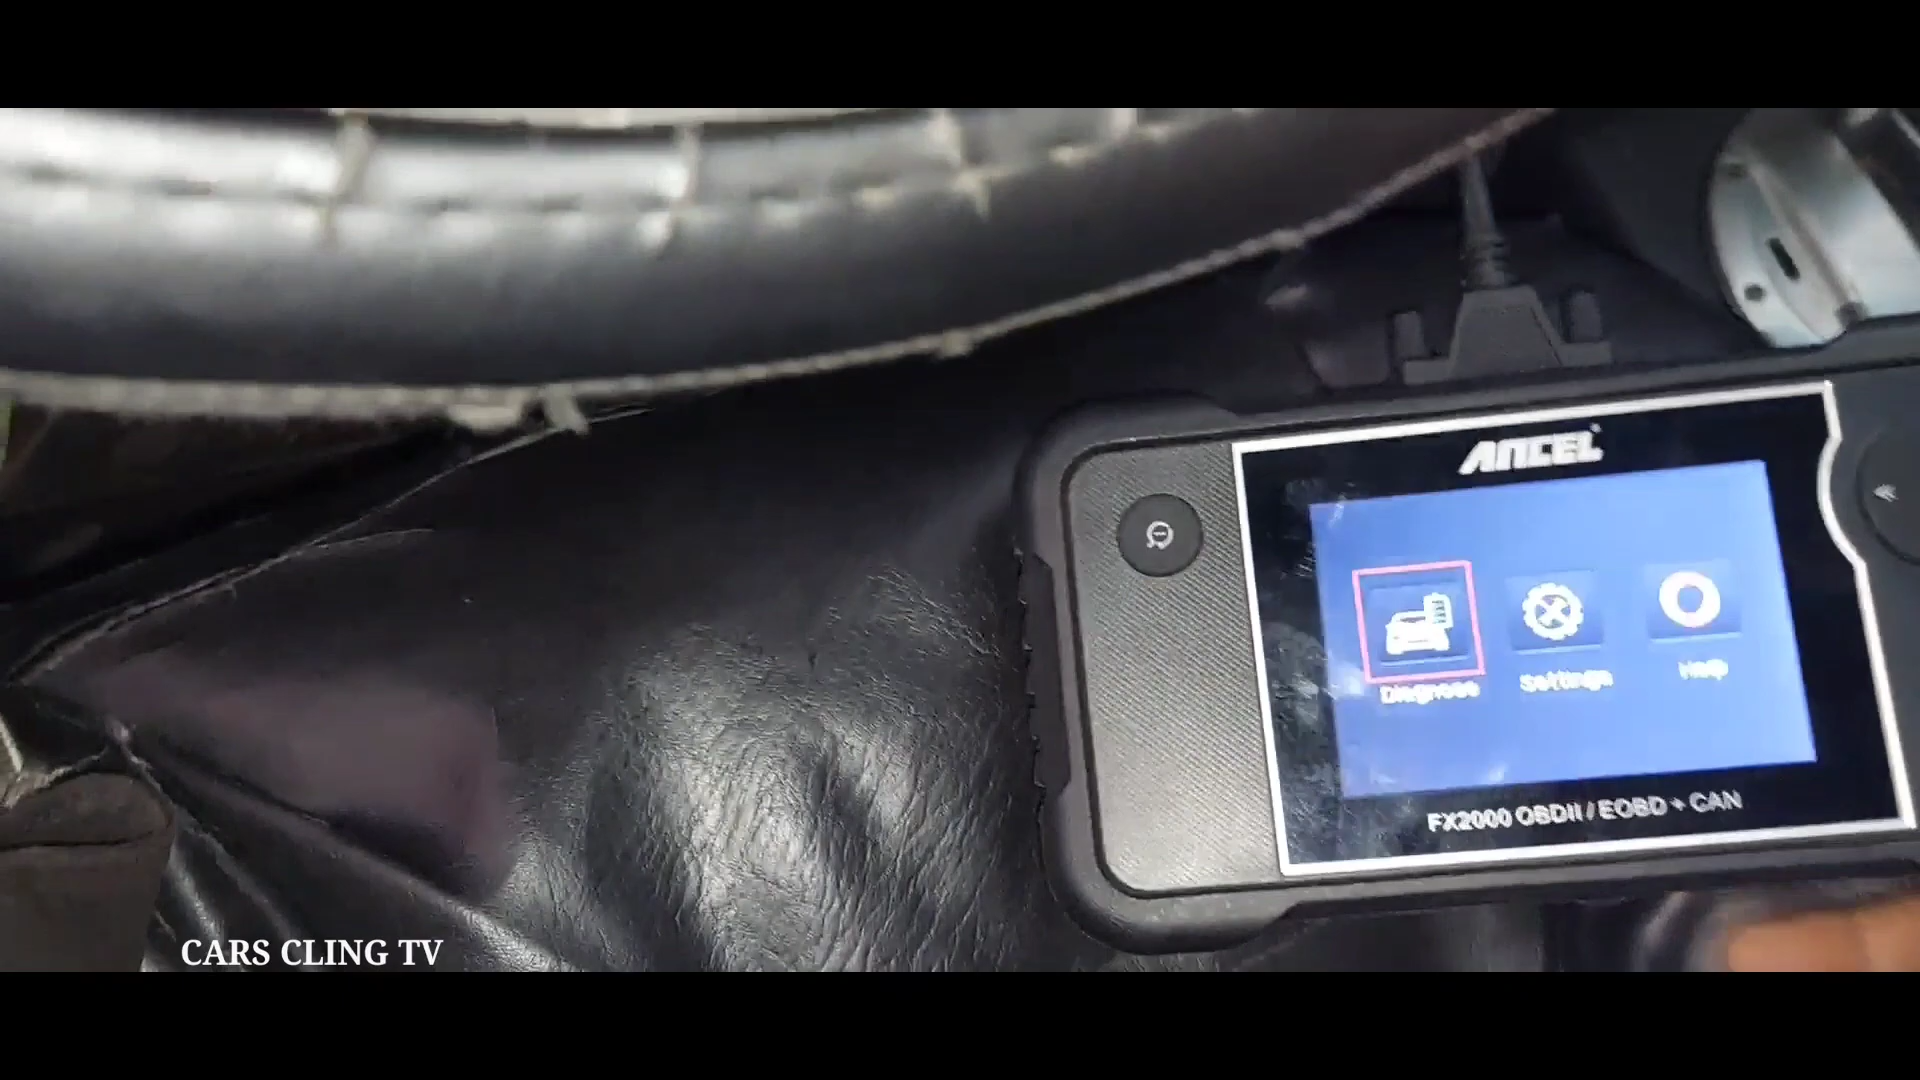 ANCEL
Diagnose
Settings
Help
FX2000 OBDII / EOBD + CAN
CARS CLING TV